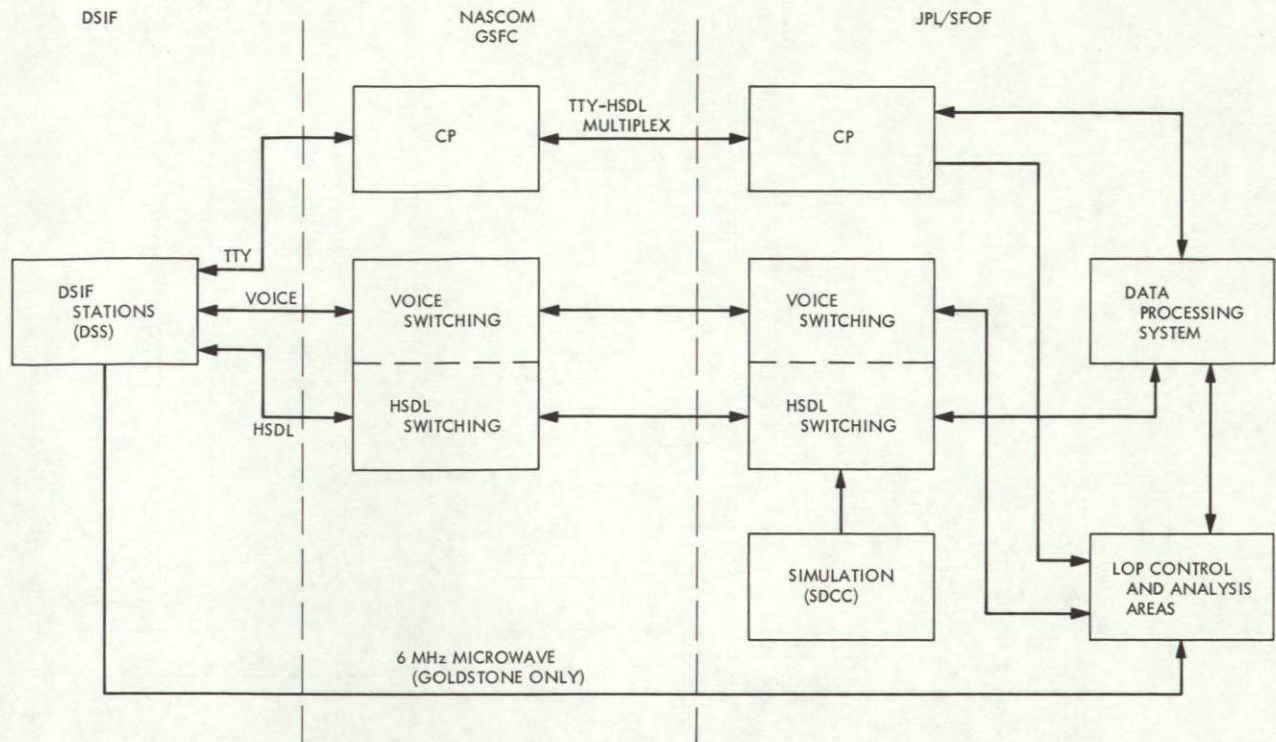 DSIF
NASCOM
GSFC
JPL/SFOF
CP
TTY-HSDL
MULTIPLEX
CP
TTY
DSIF
STATIONS
(DSS)
VOICE
HSDL
VOICE
SWITCHING
HSDL
SWITCHING
VOICE
SWITCHING
HSDL
SWITCHING
DATA
PROCESSING
SYSTEM
SIMULATION
(SDCC)
LOP CONTROL
AND ANALYSIS
AREAS
6 MHz MICROWAVE
(GOLDSTONE ONLY)